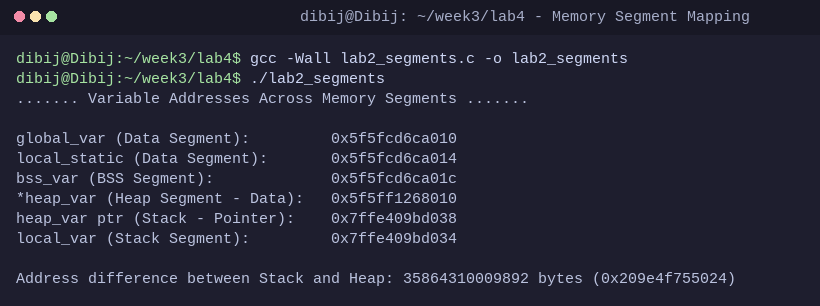 dibij@Dibij: ~/week3/lab4 - Memory Segment Mapping
dibij@Dibij:~/week3/lab4$ gcc -Wall lab2_segments.c -o lab2_segments
dibij@Dibij:~/week3/lab4$ ./lab2_segments
....... Variable Addresses Across Memory Segments .......
global_var (Data Segment):         0x5f5fcd6ca010
local_static (Data Segment):       0x5f5fcd6ca014
bss_var (BSS Segment):             0x5f5fcd6ca01c
*heap_var (Heap Segment - Data):   0x5f5ff1268010
heap_var ptr (Stack - Pointer):    0x7ffe409bd038
local_var (Stack Segment):         0x7ffe409bd034
Address difference between Stack and Heap: 35864310009892 bytes (0x209e4f755024)